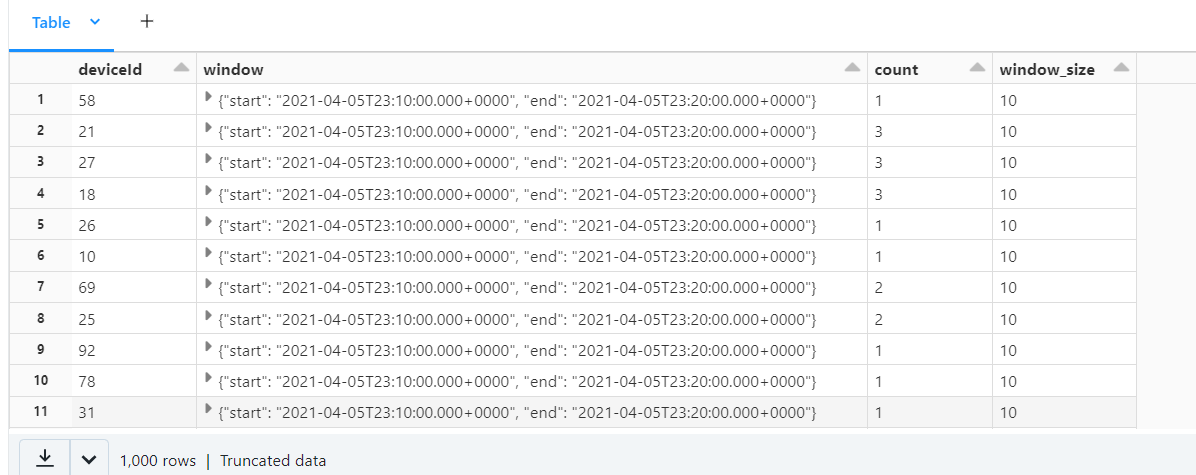 Table +
deviceId window count window_size
1 58 {"start": "2021-04-05T23:10:00.000+0000", "end": "2021-04-05T23:20:00.000+0000"} 1 10
2 21 {"start": "2021-04-05T23:10:00.000+0000", "end": "2021-04-05T23:20:00.000+0000"} 3 10
3 27 {"start": "2021-04-05T23:10:00.000+0000", "end": "2021-04-05T23:20:00.000+0000"} 3 10
4 18 {"start": "2021-04-05T23:10:00.000+0000", "end": "2021-04-05T23:20:00.000+0000"} 3 10
5 26 {"start": "2021-04-05T23:10:00.000+0000", "end": "2021-04-05T23:20:00.000+0000"} 1 10
6 10 {"start": "2021-04-05T23:10:00.000+0000", "end": "2021-04-05T23:20:00.000+0000"} 1 10
7 69 {"start": "2021-04-05T23:10:00.000+0000", "end": "2021-04-05T23:20:00.000+0000"} 2 10
8 25 {"start": "2021-04-05T23:10:00.000+0000", "end": "2021-04-05T23:20:00.000+0000"} 2 10
9 92 {"start": "2021-04-05T23:10:00.000+0000", "end": "2021-04-05T23:20:00.000+0000"} 1 10
10 78 {"start": "2021-04-05T23:10:00.000+0000", "end": "2021-04-05T23:20:00.000+0000"} 1 10
11 31 {"start": "2021-04-05T23:10:00.000+0000", "end": "2021-04-05T23:20:00.000+0000"} 1 10
1,000 rows | Truncated data